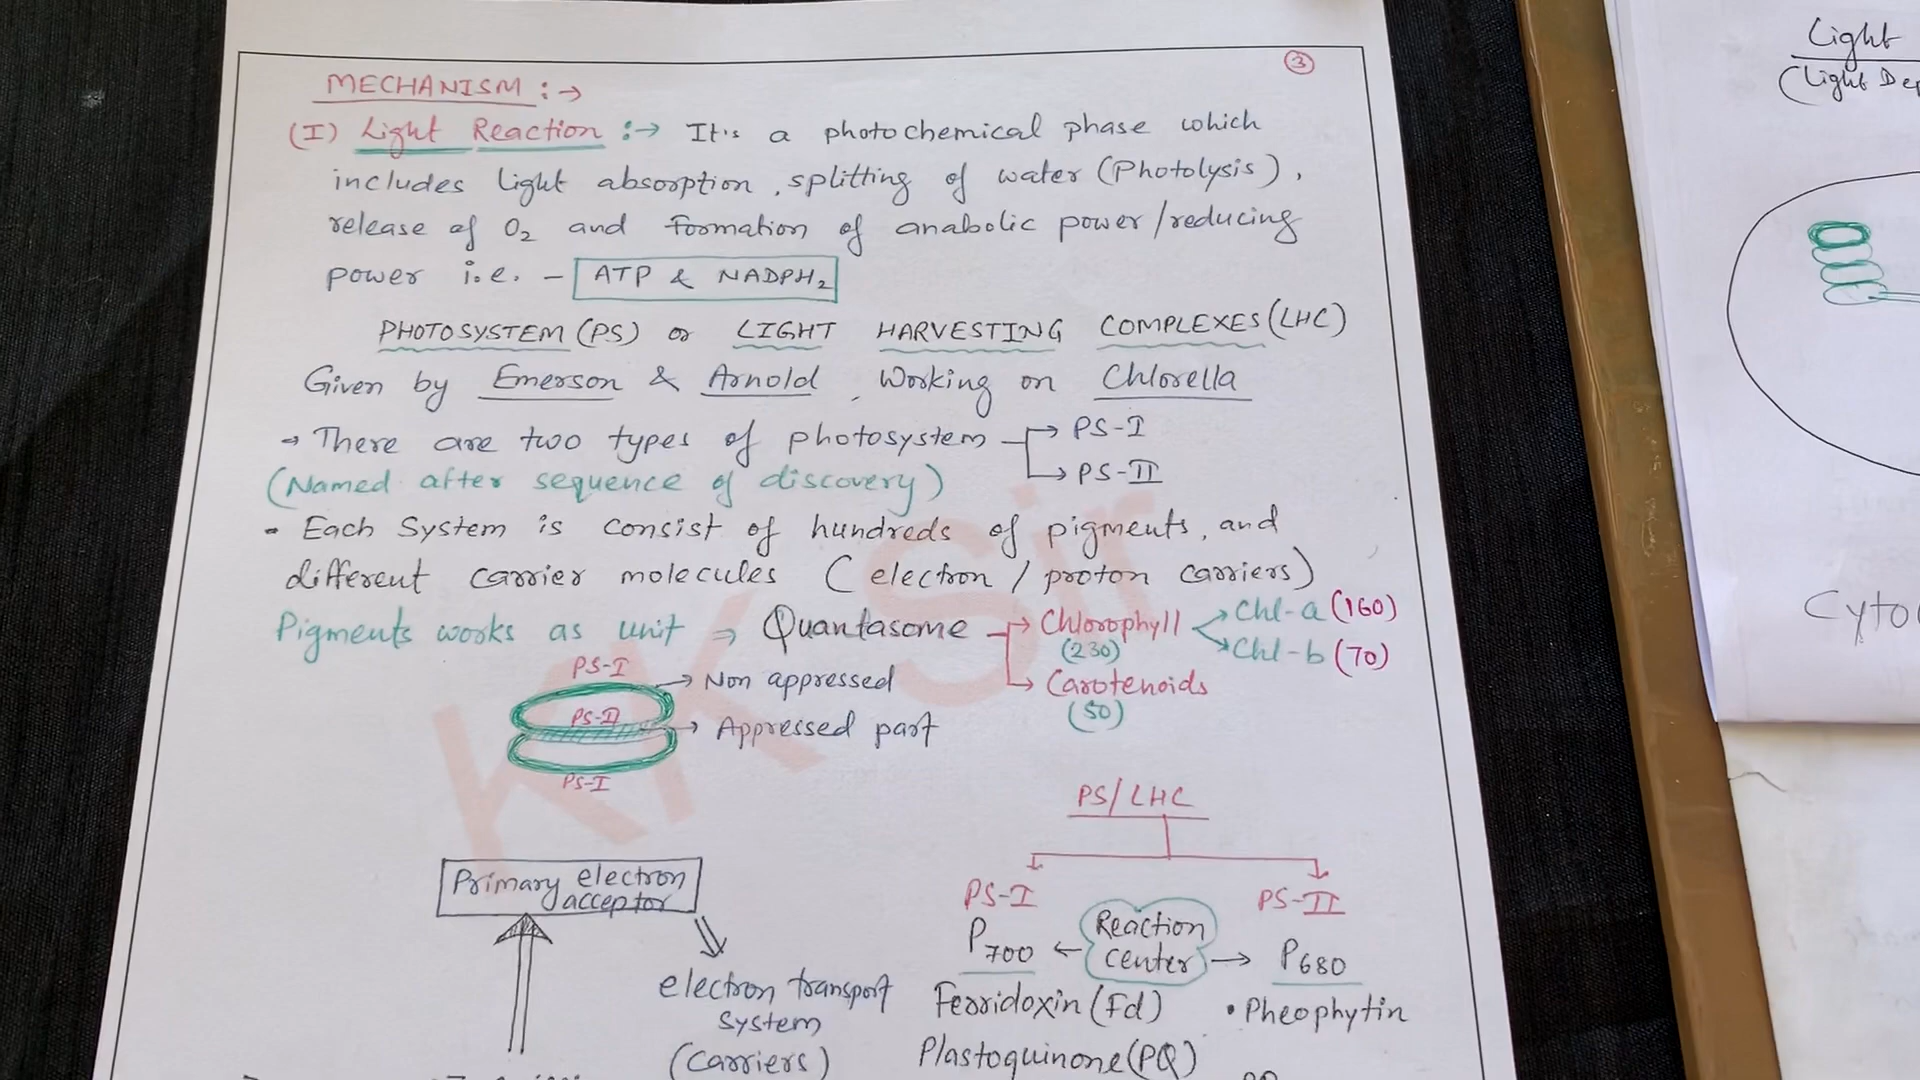 3
MECHANISM :→
(I) Light Reaction :→ It's a photochemical phase which
includes light absorption, splitting of water (Photolysis),
release of O₂ and formation of anabolic power/reducing
power i.e. – ATP & NADPH₂
PHOTOSYSTEM (PS) or LIGHT HARVESTING COMPLEXES (LHC)
Given by Emerson & Arnold, Working on Chlorella
→ There are two types of photosystem → PS-I
→ PS-II
(Named after sequence of discovery)
- Each System is consist of hundreds of pigments, and
different carrier molecules (electron / proton carriers)
Pigments works as unit ⇒ Quantasome → Chlorophyll → Chl-a (160)
(230) → Chl-b (70)
→ Carotenoids
(50)
PS-I
→ Non appressed
PS-II
→ Appressed part
PS-I
PS/LHC
Primary electron
acceptor
PS-I
PS-II
P700 ← Reaction center → P680
electron transport
system
(carriers)
Ferridoxin (Fd)
• Pheophytin
Plastoquinone (PQ)
KK Sir
Light
(Light De
Cyto